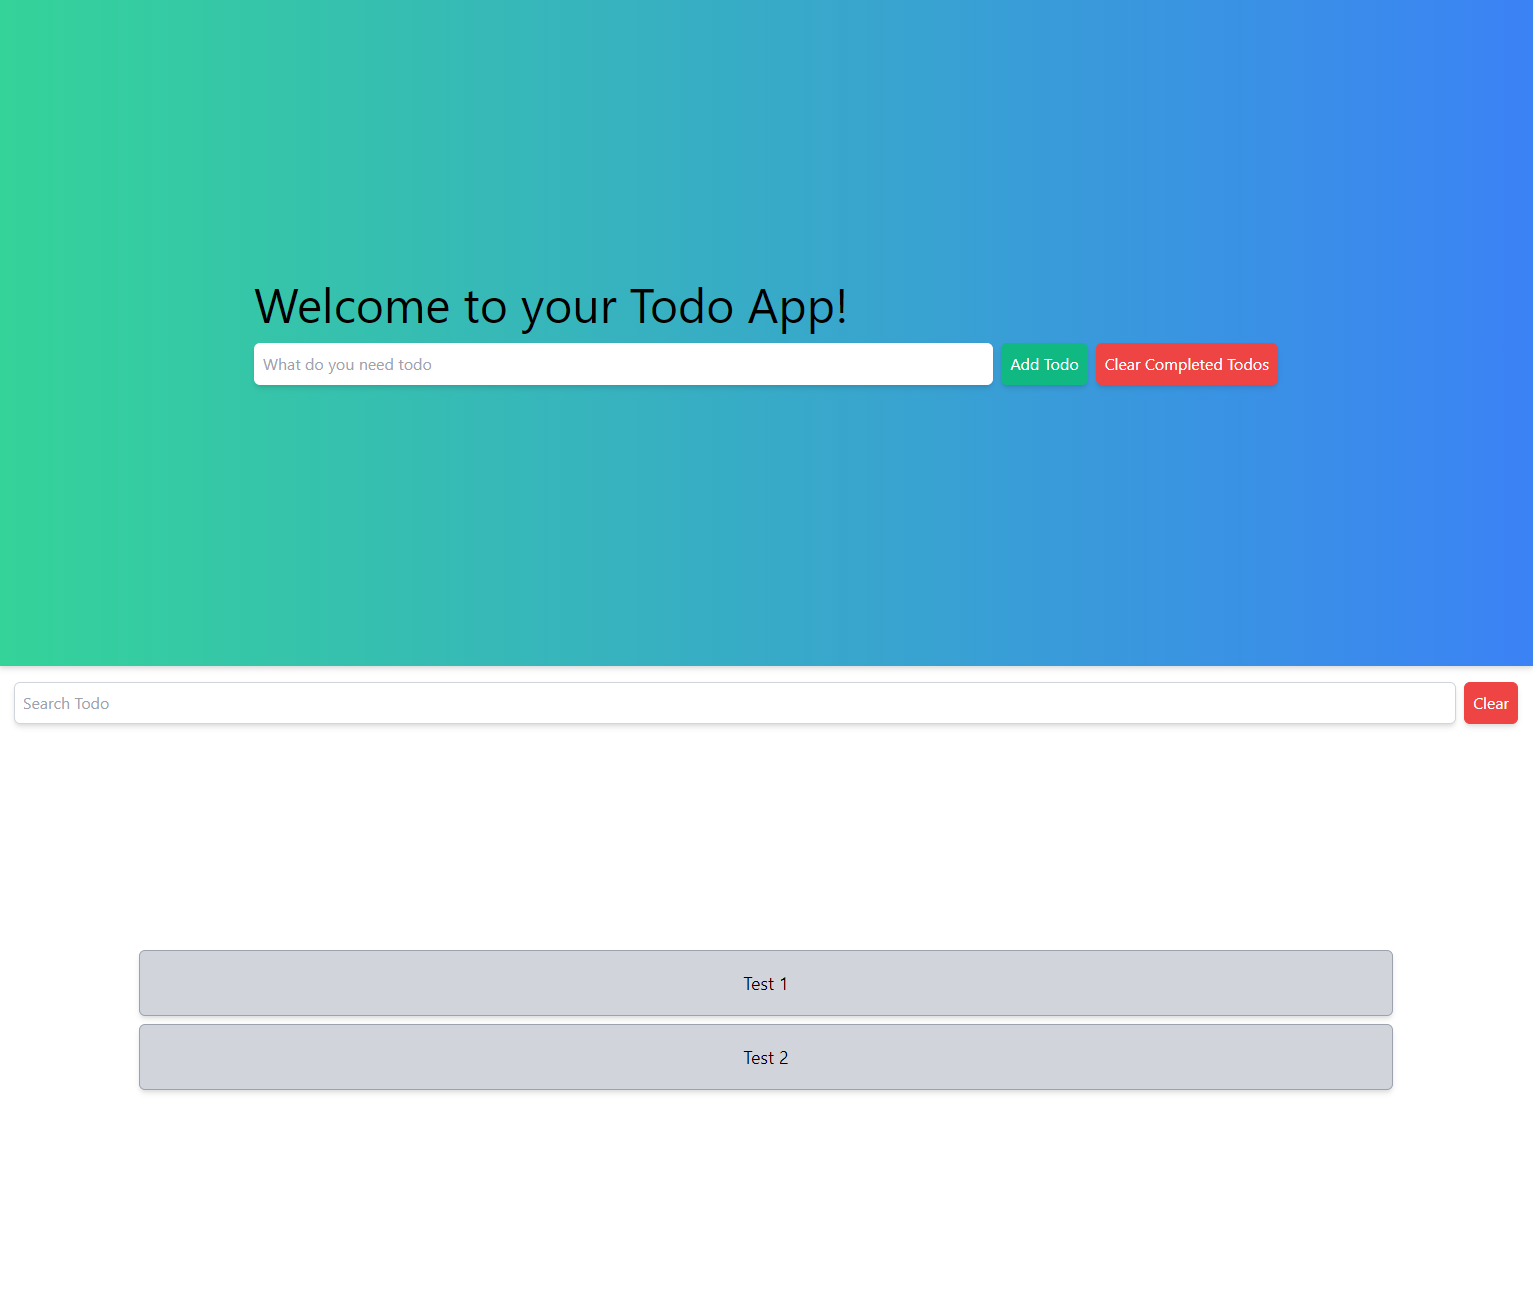 Welcome to your Todo App!
What do you need todo
Add Todo
Clear Completed Todos
Search Todo
Clear
Test 1
Test 2